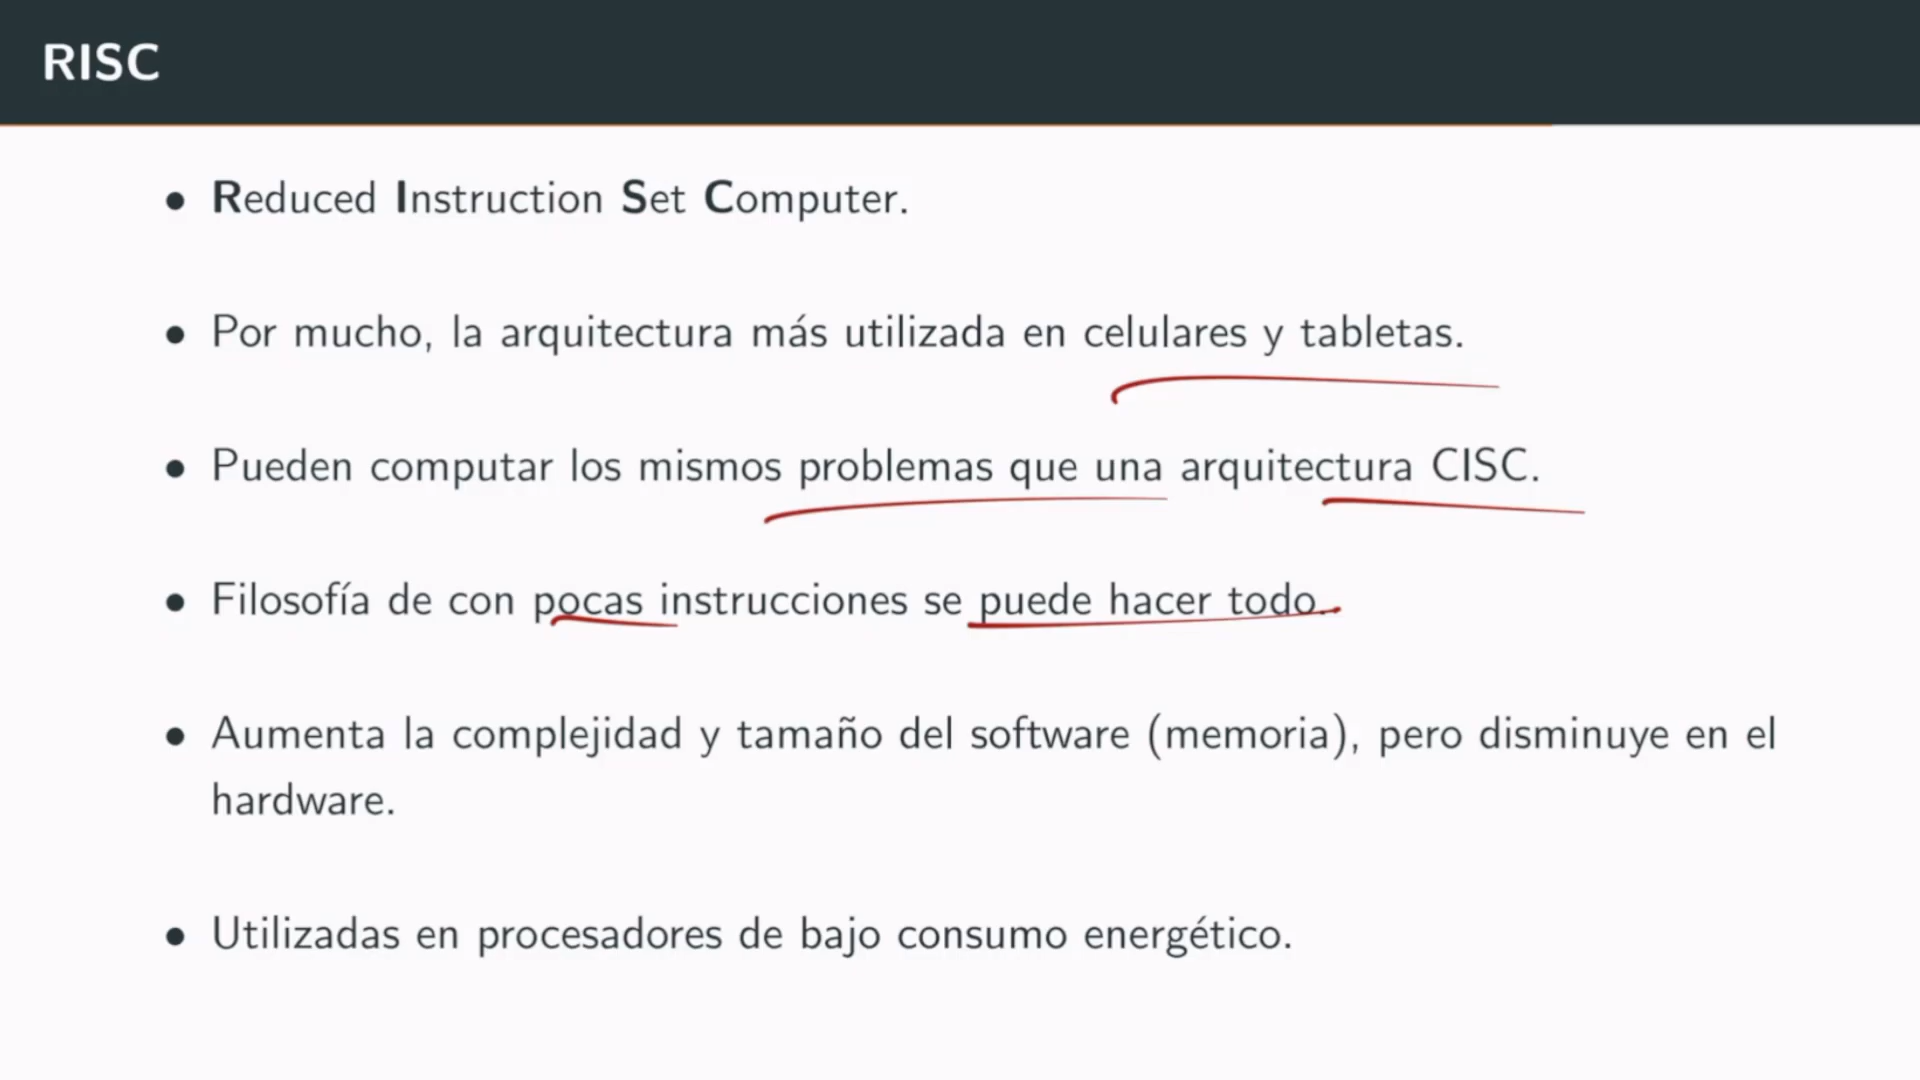 RISC
• Reduced Instruction Set Computer.
• Por mucho, la arquitectura más utilizada en celulares y tabletas.
• Pueden computar los mismos problemas que una arquitectura CISC.
• Filosofía de con pocas instrucciones se puede hacer todo.
• Aumenta la complejidad y tamaño del software (memoria), pero disminuye en el
hardware.
• Utilizadas en procesadores de bajo consumo energético.